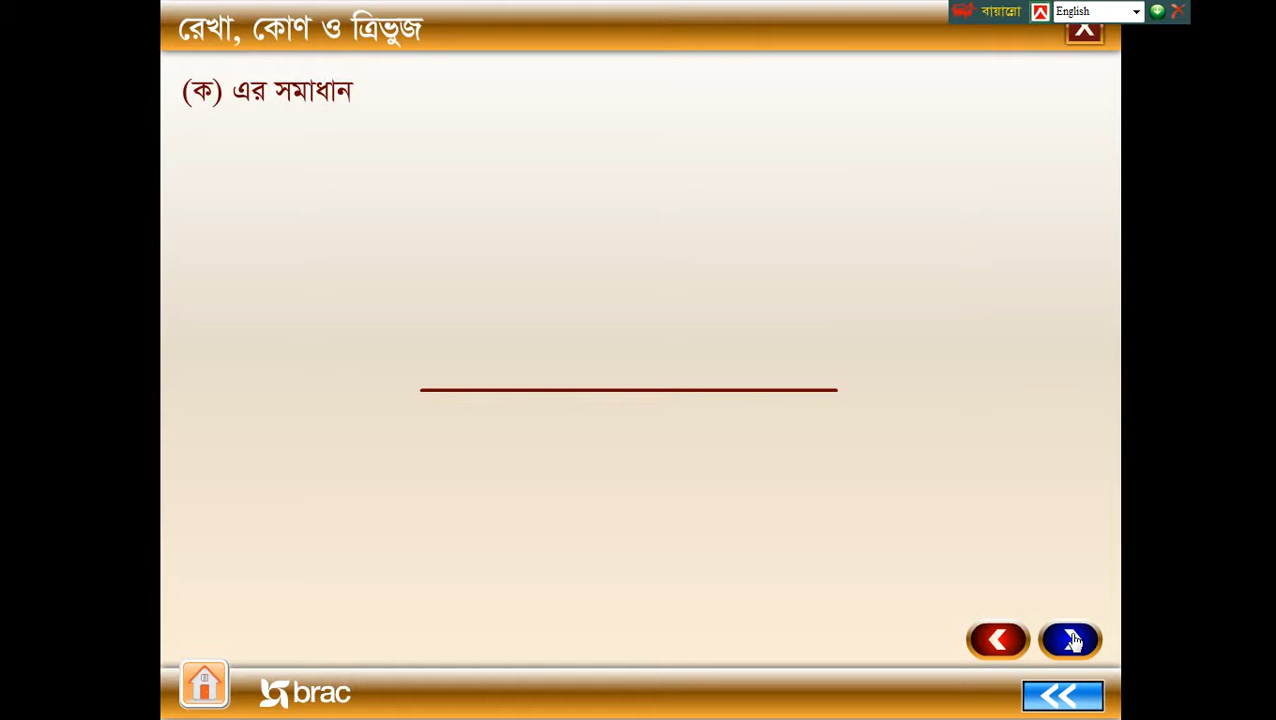 রেখা, কোণ ও ত্রিভুজ
বায়ান্নো
English
(ক) এর সমাধান
brac